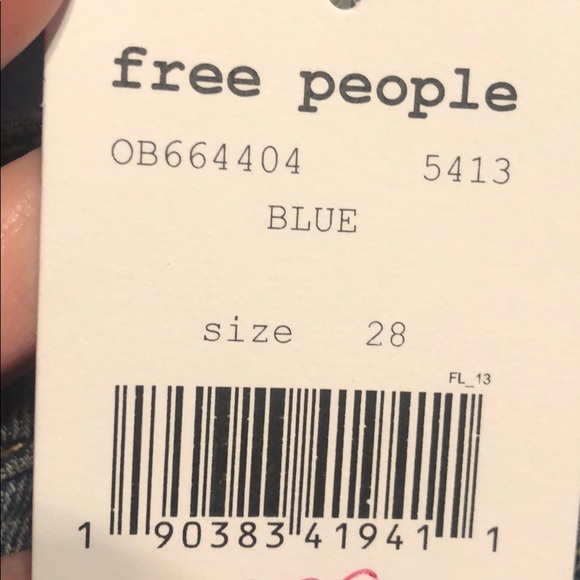 free people
OB664404 5413
BLUE
size 28
FL_13
1 90383 41941 1